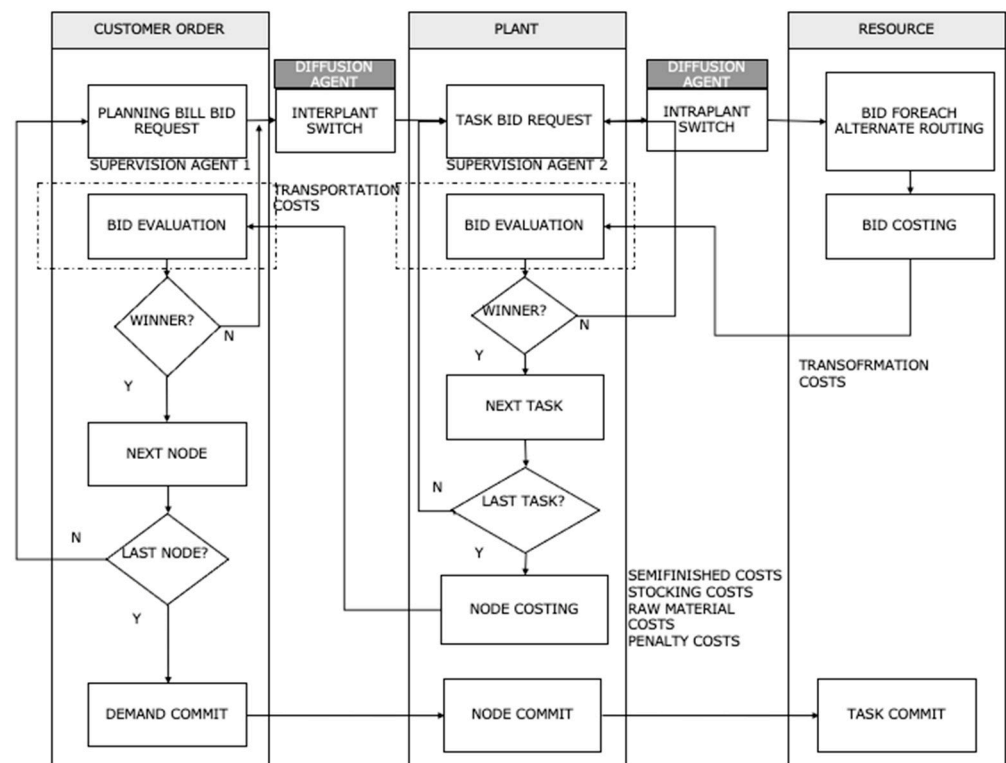 CUSTOMER ORDER
PLANT
RESOURCE
DIFFUSION
AGENT
DIFFUSION
AGENT
PLANNING BILL BID
REQUEST
INTERPLANT
SWITCH
TASK BID REQUEST
INTRAPLANT
SWITCH
BID FOREACH
ALTERNATE ROUTING
SUPERVISION AGENT 1
SUPERVISION AGENT 2
TRANSPORTATION
COSTS
BID EVALUATION
BID EVALUATION
BID COSTING
WINNER?
N
WINNER?
N
Y
Y
TRANSOFRMATION
COSTS
NEXT TASK
NEXT NODE
N
LAST TASK?
N
LAST NODE?
Y
Y
NODE COSTING
SEMIFINISHED COSTS
STOCKING COSTS
RAW MATERIAL
COSTS
PENALTY COSTS
DEMAND COMMIT
NODE COMMIT
TASK COMMIT